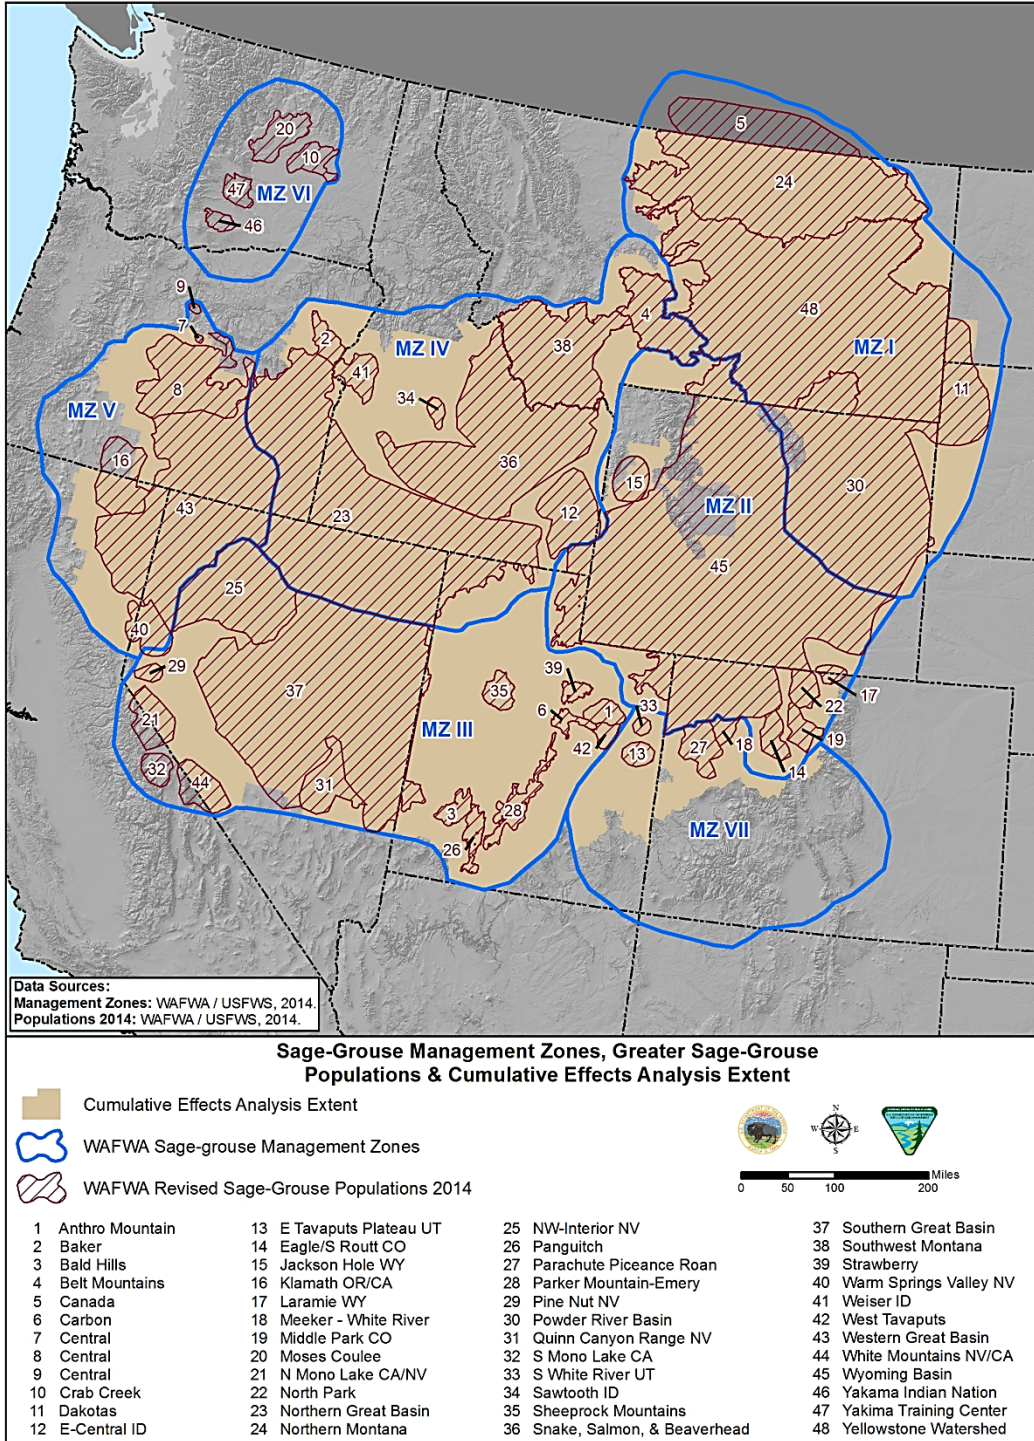 5
20
10
24
47
MZ VI
46
9
7
2
4
48
MZ I
38
MZ IV
41
11
8
34
MZ V
16
36
15
30
MZ II
43
12
23
45
25
40
29
39
17
35
33
22
37
6
1
21
MZ III
42
13
27
18
19
32
44
31
14
3
28
MZ VII
26
Data Sources:
Management Zones: WAFWA / USFWS, 2014.
Populations 2014: WAFWA / USFWS, 2014.
Sage-Grouse Management Zones, Greater Sage-Grouse
Populations & Cumulative Effects Analysis Extent
Cumulative Effects Analysis Extent
WAFWA Sage-grouse Management Zones
WAFWA Revised Sage-Grouse Populations 2014
N
W E
S
Miles
0 50 100 200
1 Anthro Mountain
2 Baker
3 Bald Hills
4 Belt Mountains
5 Canada
6 Carbon
7 Central
8 Central
9 Central
10 Crab Creek
11 Dakotas
12 E-Central ID
13 E Tavaputs Plateau UT
14 Eagle/S Routt CO
15 Jackson Hole WY
16 Klamath OR/CA
17 Laramie WY
18 Meeker - White River
19 Middle Park CO
20 Moses Coulee
21 N Mono Lake CA/NV
22 North Park
23 Northern Great Basin
24 Northern Montana
25 NW-Interior NV
26 Panguitch
27 Parachute Piceance Roan
28 Parker Mountain-Emery
29 Pine Nut NV
30 Powder River Basin
31 Quinn Canyon Range NV
32 S Mono Lake CA
33 S White River UT
34 Sawtooth ID
35 Sheeprock Mountains
36 Snake, Salmon, & Beaverhead
37 Southern Great Basin
38 Southwest Montana
39 Strawberry
40 Warm Springs Valley NV
41 Weiser ID
42 West Tavaputs
43 Western Great Basin
44 White Mountains NV/CA
45 Wyoming Basin
46 Yakama Indian Nation
47 Yakima Training Center
48 Yellowstone Watershed